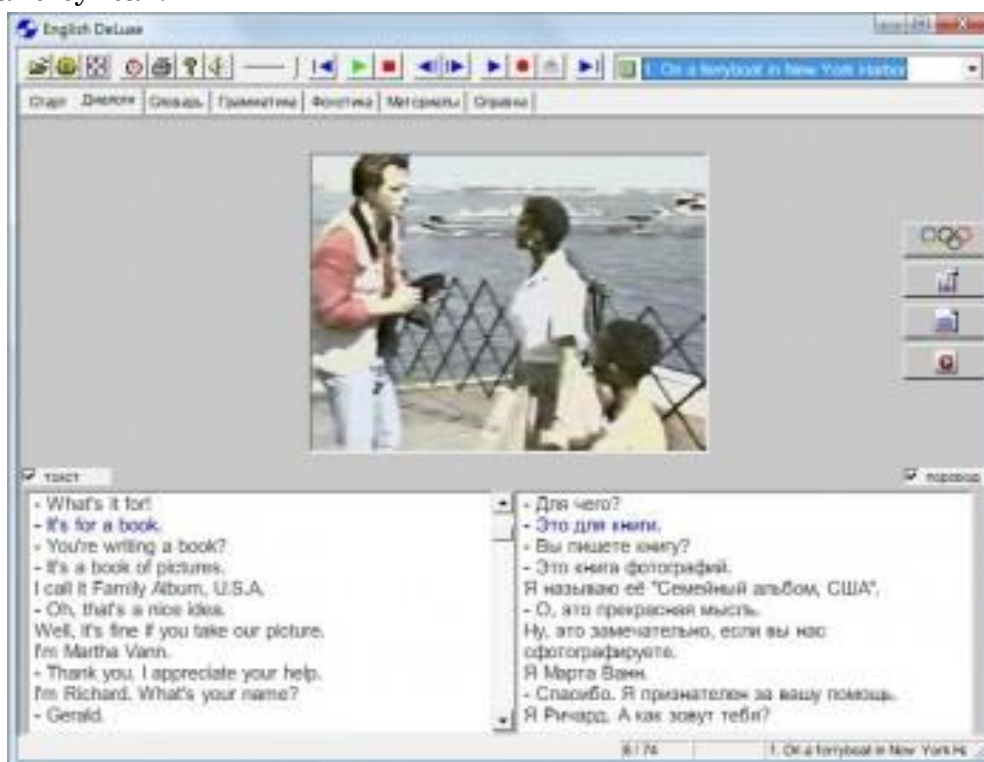 English DeLuxe
1. On a ferryboat in New York Harbor
Старт Диалоги Словарь Грамматика Фонетика Материалы Справка
текст
перевод
- What's it for!
- It's for a book.
- You're writing a book?
- It's a book of pictures.
I call it Family Album, U.S.A.
- Oh, that's a nice idea.
Well, it's fine if you take our picture.
I'm Martha Vann.
- Thank you. I appreciate your help.
I'm Richard. What's your name?
- Gerald.
- Для чего?
- Это для книги.
- Вы пишете книгу?
- Это книга фотографий.
Я называю её "Семейный альбом, США".
- О, это прекрасная мысль.
Ну, это замечательно, если вы нас
сфотографируете.
Я Марта Ванн.
- Спасибо. Я признателен за вашу помощь.
Я Ричард. А как зовут тебя?
6 / 74
1. On a ferryboat in New York H